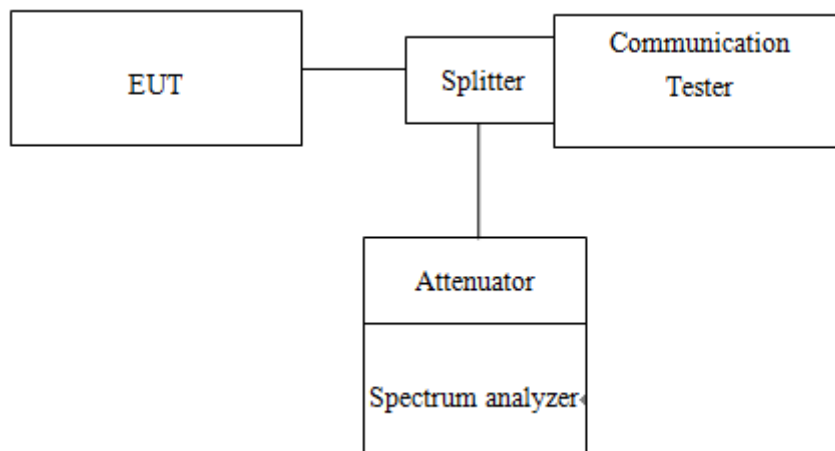 EUT
Splitter
Communication
Tester
Attenuator
Spectrum analyzer